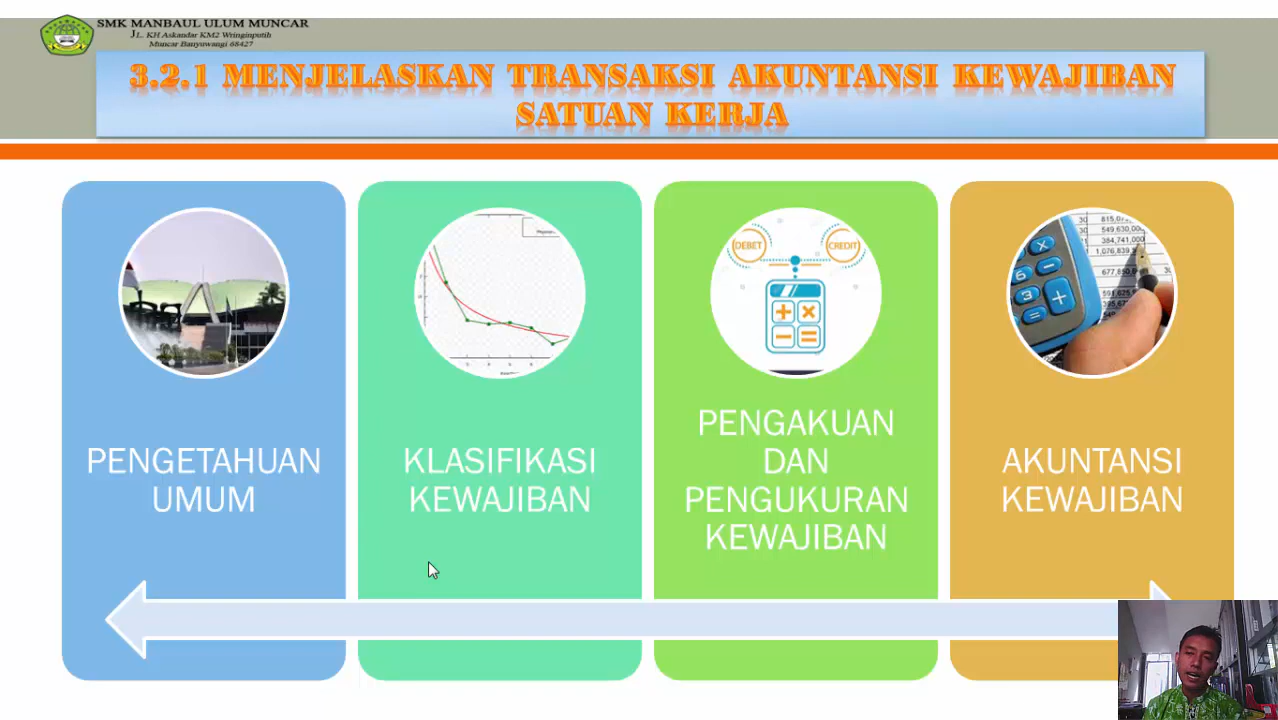 SMK MANBAUL ULUM MUNCAR
JL. KH Askandar KM2 Wringinputih
Muncar Banyuwangi 68427
3.2.1 MENJELASKAN TRANSAKSI AKUNTANSI KEWAJIBAN
SATUAN KERJA
DEBET
CREDIT
PENGETAHUAN
UMUM
KLASIFIKASI
KEWAJIBAN
PENGAKUAN
DAN
PENGUKURAN
KEWAJIBAN
AKUNTANSI
KEWAJIBAN